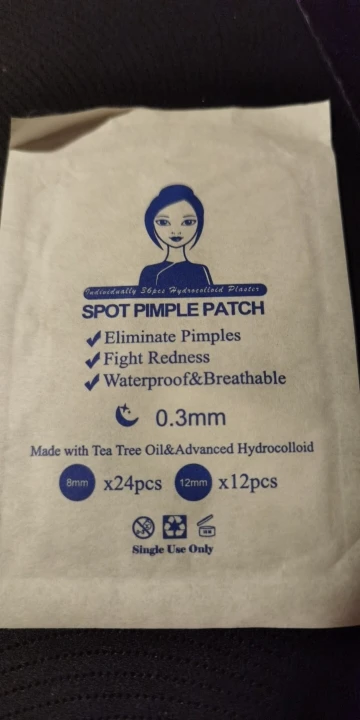 Individually 36pcs Hydrocolloid Plaster
SPOT PIMPLE PATCH
Eliminate Pimples
Fight Redness
Waterproof&Breathable
0.3mm
Made with Tea Tree Oil&Advanced Hydrocolloid
8mm x24pcs 12mm x12pcs
Single Use Only